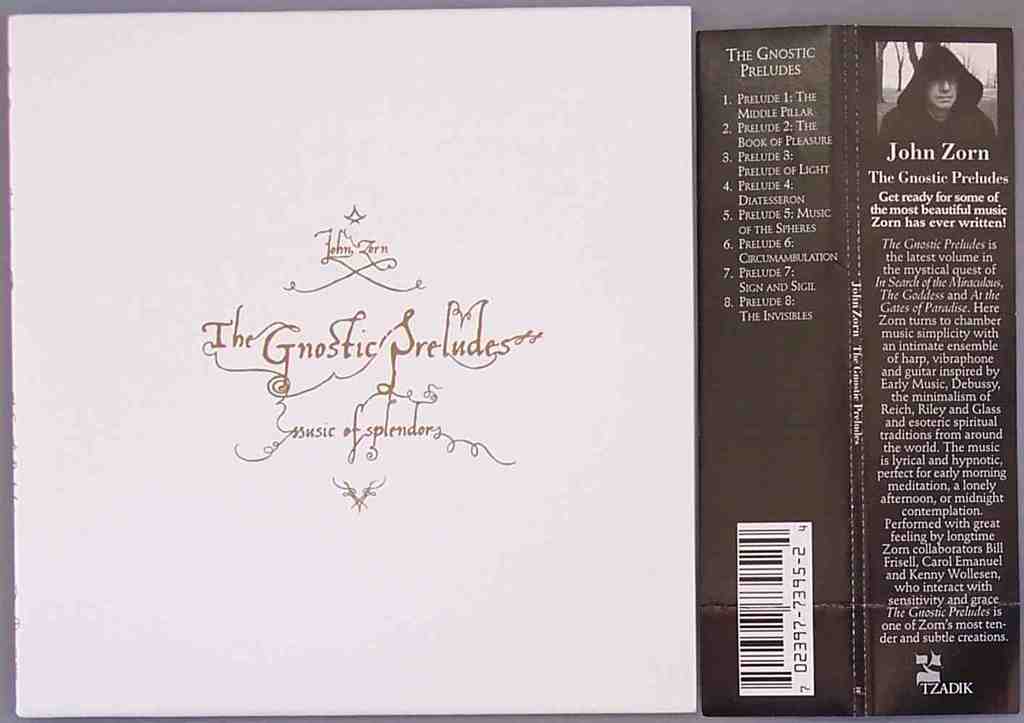 John Zorn
The Gnostic Preludes
music of splendor
THE GNOSTIC
PRELUDES
1. PRELUDE 1: THE
MIDDLE PILLAR
2. PRELUDE 2: THE
BOOK OF PLEASURE
3. PRELUDE 3:
PRELUDE OF LIGHT
4. PRELUDE 4:
DIATESSERON
5. PRELUDE 5: MUSIC
OF THE SPHERES
6. PRELUDE 6:
CIRCUMAMBULATION
7. PRELUDE 7:
SIGN AND SIGIL
8. PRELUDE 8:
THE INVISIBLES
7 02397-7395-2 4
John Zorn The Gnostic Preludes
John Zorn
The Gnostic Preludes
Get ready for some of
the most beautiful music
Zorn has ever written!
The Gnostic Preludes is
the latest volume in
the mystical quest of
In Search of the Miraculous,
The Goddess and At the
Gates of Paradise. Here
Zorn turns to chamber
music simplicity with
an intimate ensemble
of harp, vibraphone
and guitar inspired by
Early Music, Debussy,
the minimalism of
Reich, Riley and Glass
and esoteric spiritual
traditions from around
the world. The music
is lyrical and hypnotic,
perfect for early morning
meditation, a lonely
afternoon, or midnight
contemplation.
Performed with great
feeling by longtime
Zorn collaborators Bill
Frisell, Carol Emanuel
and Kenny Wollesen,
who interact with
sensitivity and grace
The Gnostic Preludes is
one of Zorn's most ten-
der and subtle creations.
TZADIK